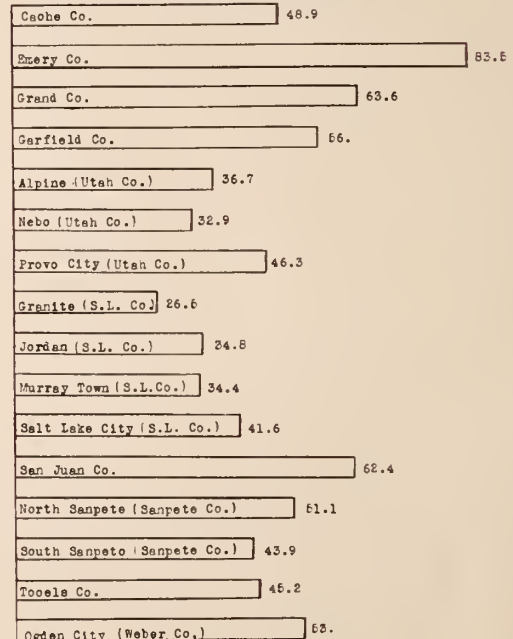 Cache Co. 48.9
Emery Co. 83.5
Grand Co. 63.6
Garfield Co. 56.
Alpine (Utah Co.) 36.7
Nebo (Utah Co.) 32.9
Provo City (Utah Co.) 46.3
Granite (S.L. Co.) 26.5
Jordan (S.L. Co.) 34.8
Murray Town (S.L.Co.) 34.4
Salt Lake City (S.L. Co.) 41.6
San Juan Co. 62.4
North Sanpete (Sanpete Co.) 51.1
South Sanpete (Sanpete Co.) 43.9
Tooele Co. 45.2
Ogden City (Weber Co.) 53.